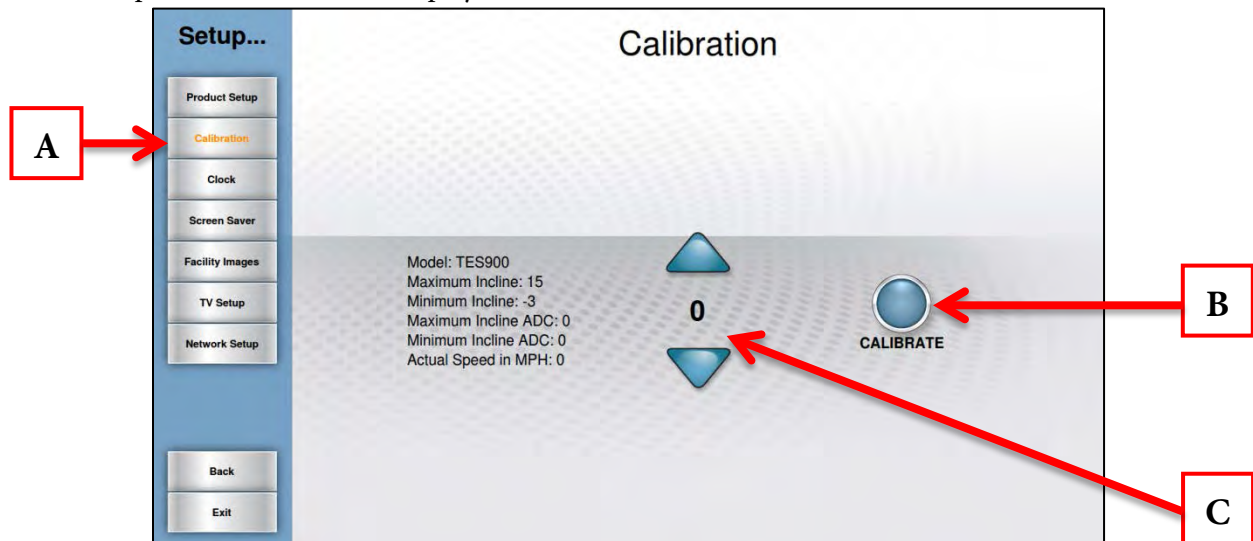 Setup...
Calibration
Product Setup
Calibration
Clock
Screen Saver
Facility Images
TV Setup
Network Setup
Back
Exit
Model: TES900
Maximum Incline: 15
Minimum Incline: -3
Maximum Incline ADC: 0
Minimum Incline ADC: 0
Actual Speed in MPH: 0
0
CALIBRATE
A
B
C